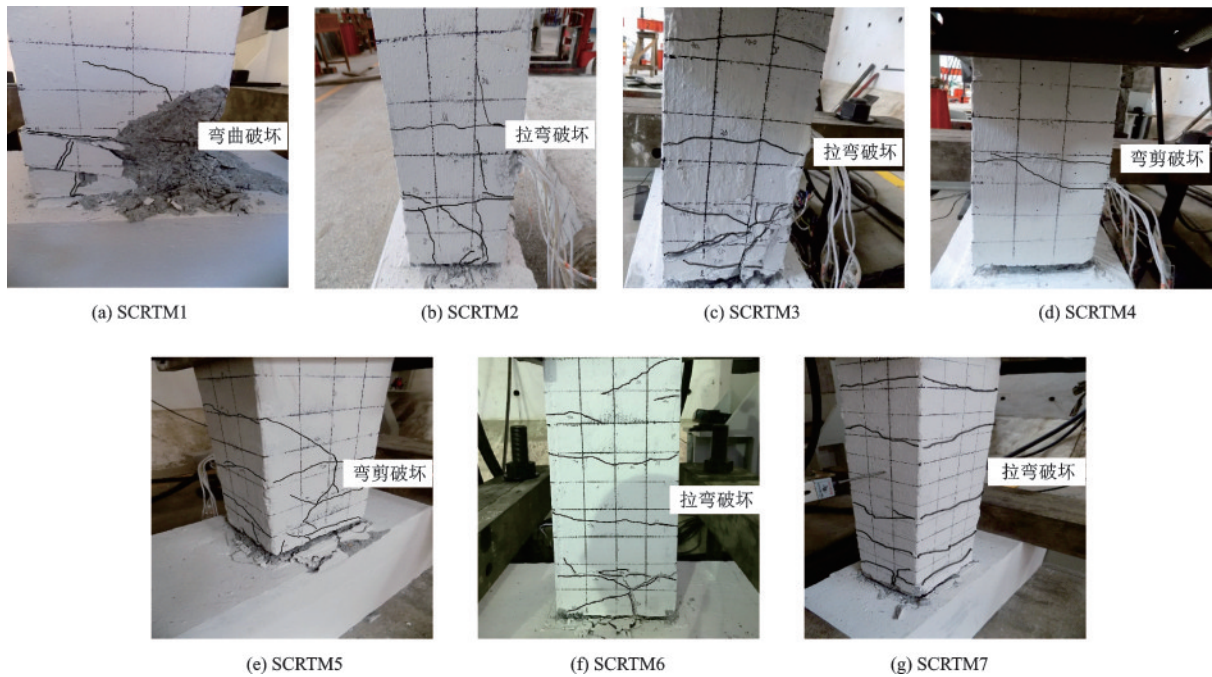 弯曲破坏
拉弯破坏
拉弯破坏
弯剪破坏
(a) SCRTM1
(b) SCRTM2
(c) SCRTM3
(d) SCRTM4
弯剪破坏
拉弯破坏
拉弯破坏
(e) SCRTM5
(f) SCRTM6
(g) SCRTM7